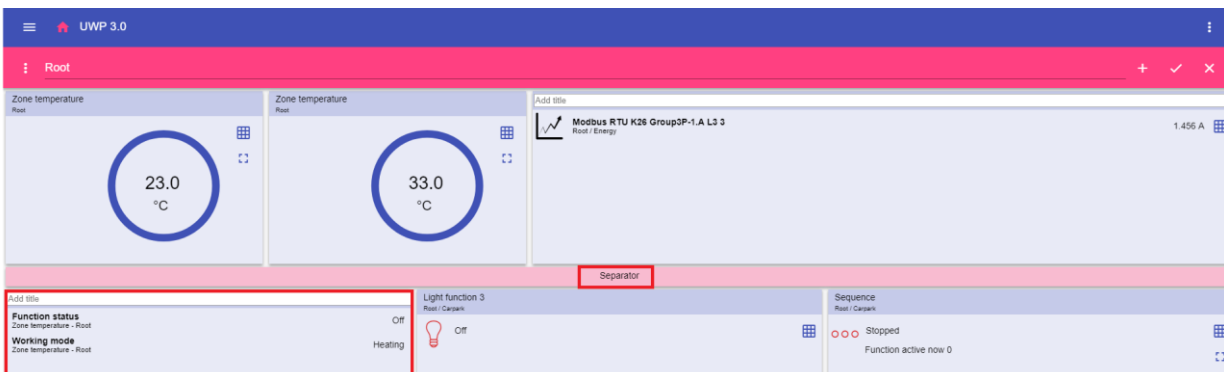 UWP 3.0
Root
Zone temperature
Root
23.0
°C
Zone temperature
Root
33.0
°C
Add title
Modbus RTU K26 Group3P-1.A L3 3
Root / Energy
1.456 A
Separator
Add title
Function status
Zone temperature - Root
Off
Working mode
Zone temperature - Root
Heating
Light function 3
Root / Carpark
Off
Sequence
Root / Carpark
Stopped
Function active now 0